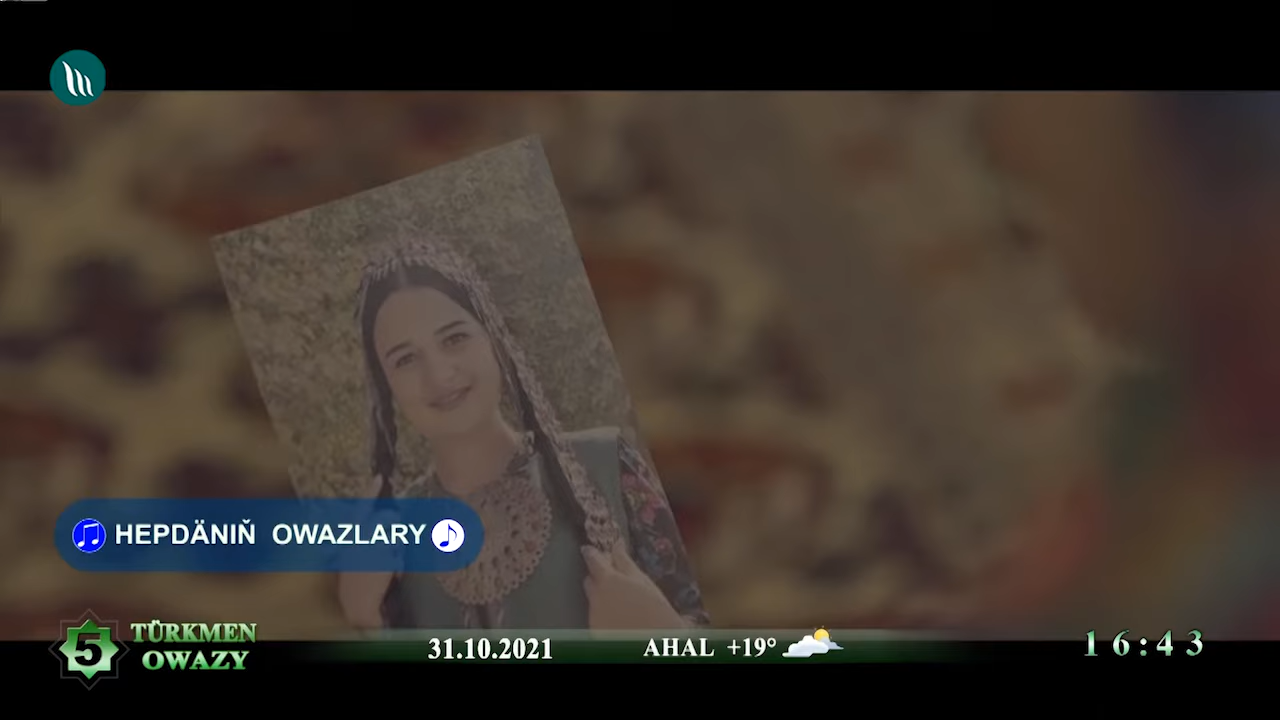 HEPDÄNIŇ OWAZLARY
5 TÜRKMEN
OWAZY
31.10.2021
AHAL +19°
16:43